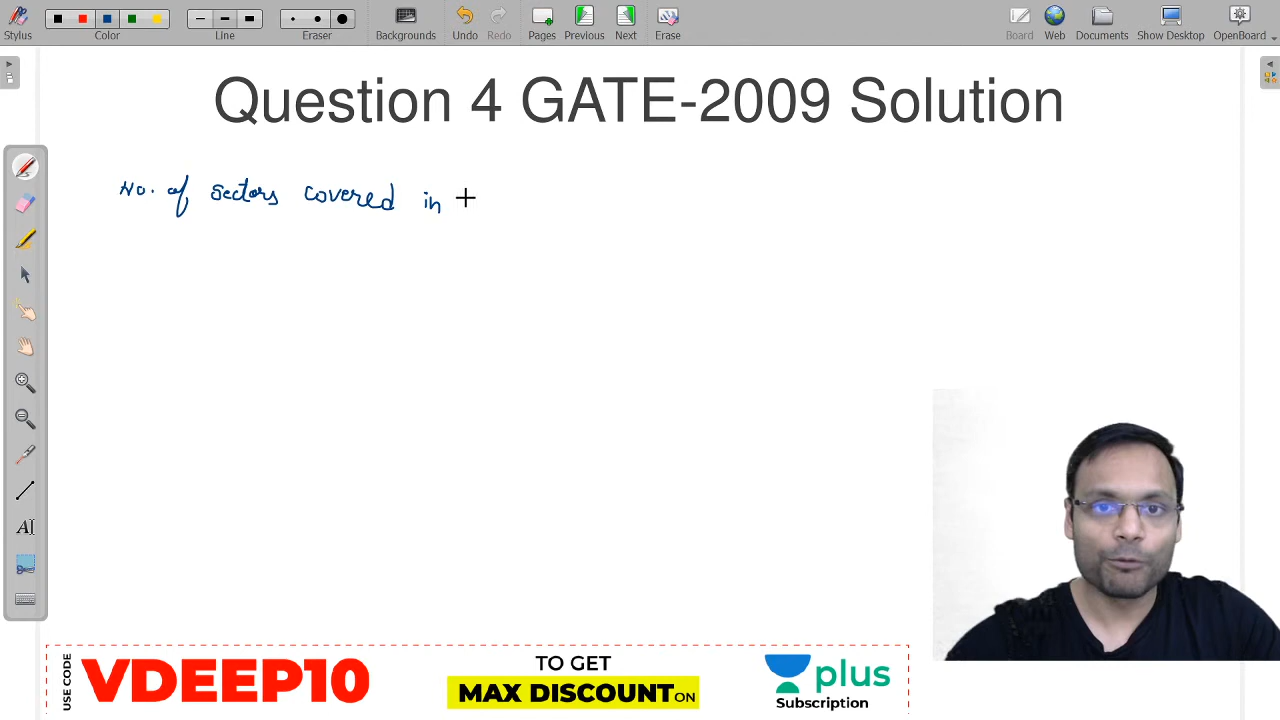 Color
Line
Eraser
Stylus
Backgrounds
Undo
Redo
Pages
Previous
Next
Erase
Board
Web
Documents
Show Desktop
OpenBoard
Question 4 GATE-2009 Solution
No. of sectors covered in
AI
USE CODE
VDEEP10
TO GET
MAX DISCOUNT ON
plus
Subscription